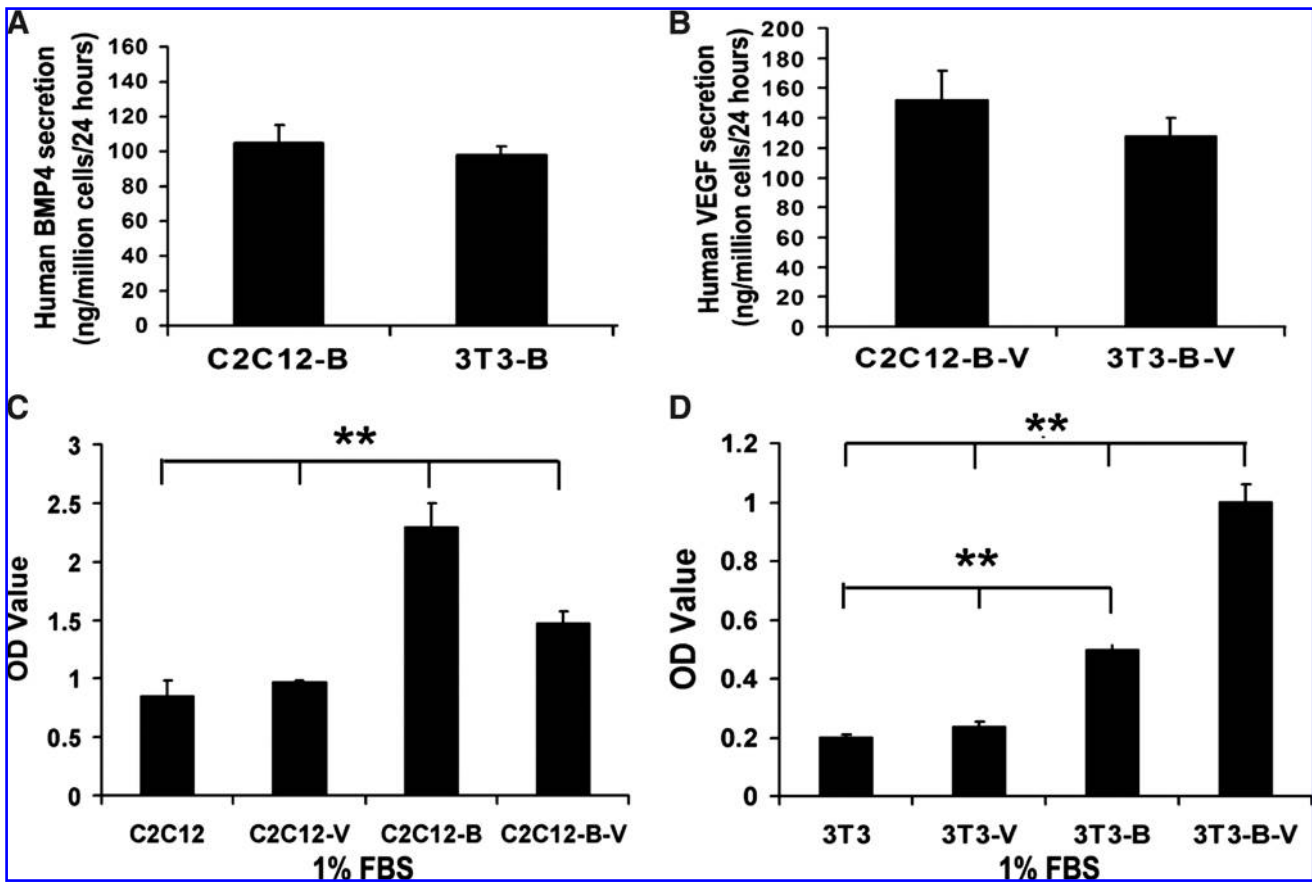 A
Human BMP4 secretion
(ng/million cells/24 hours)
160
140
120
100
80
60
40
20
0
C2C12-B
3T3-B
B
Human VEGF secretion
(ng/million cells/24 hours)
200
180
160
140
120
100
80
60
40
20
0
C2C12-B-V
3T3-B-V
C
OD Value
3
2.5
2
1.5
1
0.5
0
**
C2C12
C2C12-V
C2C12-B
C2C12-B-V
1% FBS
D
OD Value
1.2
1
0.8
0.6
0.4
0.2
0
**
**
3T3
3T3-V
3T3-B
3T3-B-V
1% FBS